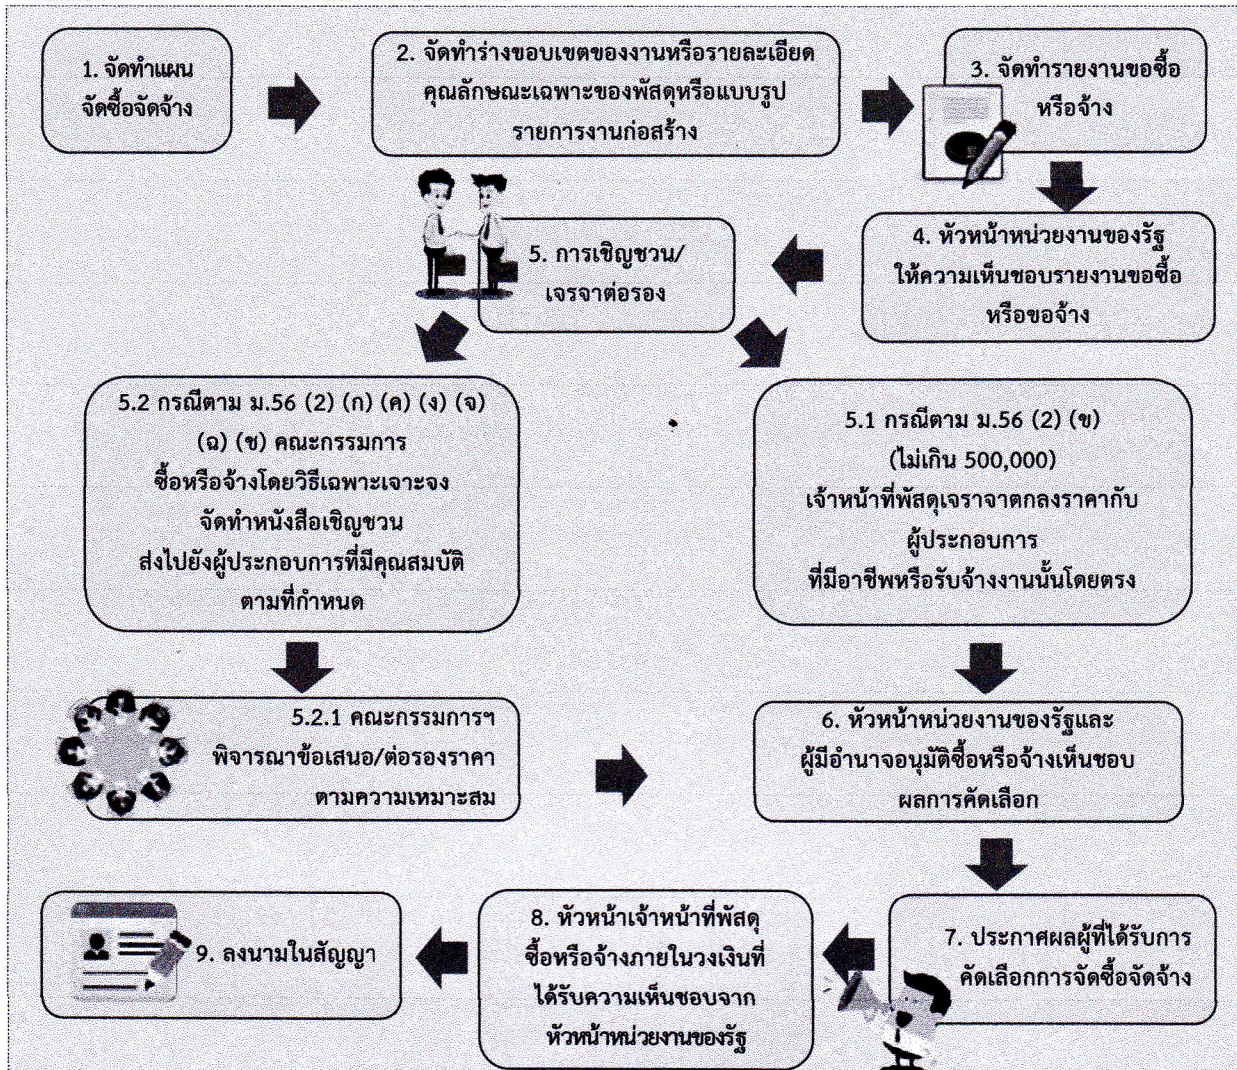 1. จัดทำแผน
จัดซื้อจัดจ้าง
2. จัดทำร่างขอบเขตของงานหรือรายละเอียด
คุณลักษณะเฉพาะของพัสดุหรือแบบรูป
รายการงานก่อสร้าง
3. จัดทำรายงานขอซื้อ
หรือจ้าง
4. หัวหน้าหน่วยงานของรัฐ
ให้ความเห็นชอบรายงานขอซื้อ
หรือขอจ้าง
5. การเชิญชวน/
เจรจาต่อรอง
5.2 กรณีตาม ม.56 (2) (ก) (ค) (ง) (จ)
(ฉ) (ช) คณะกรรมการ
ซื้อหรือจ้างโดยวิธีเฉพาะเจาะจง
จัดทำหนังสือเชิญชวน
ส่งไปยังผู้ประกอบการที่มีคุณสมบัติ
ตามที่กำหนด
5.1 กรณีตาม ม.56 (2) (ข)
(ไม่เกิน 500,000)
เจ้าหน้าที่พัสดุเจราจาตกลงราคากับ
ผู้ประกอบการ
ที่มีอาชีพหรือรับจ้างงานนั้นโดยตรง
5.2.1 คณะกรรมการฯ
พิจารณาข้อเสนอ/ต่อรองราคา
ตามความเหมาะสม
6. หัวหน้าหน่วยงานของรัฐและ
ผู้มีอำนาจอนุมัติซื้อหรือจ้างเห็นชอบ
ผลการคัดเลือก
7. ประกาศผลผู้ที่ได้รับการ
คัดเลือกการจัดซื้อจัดจ้าง
8. หัวหน้าเจ้าหน้าที่พัสดุ
ซื้อหรือจ้างภายในวงเงินที่
ได้รับความเห็นชอบจาก
หัวหน้าหน่วยงานของรัฐ
9. ลงนามในสัญญา